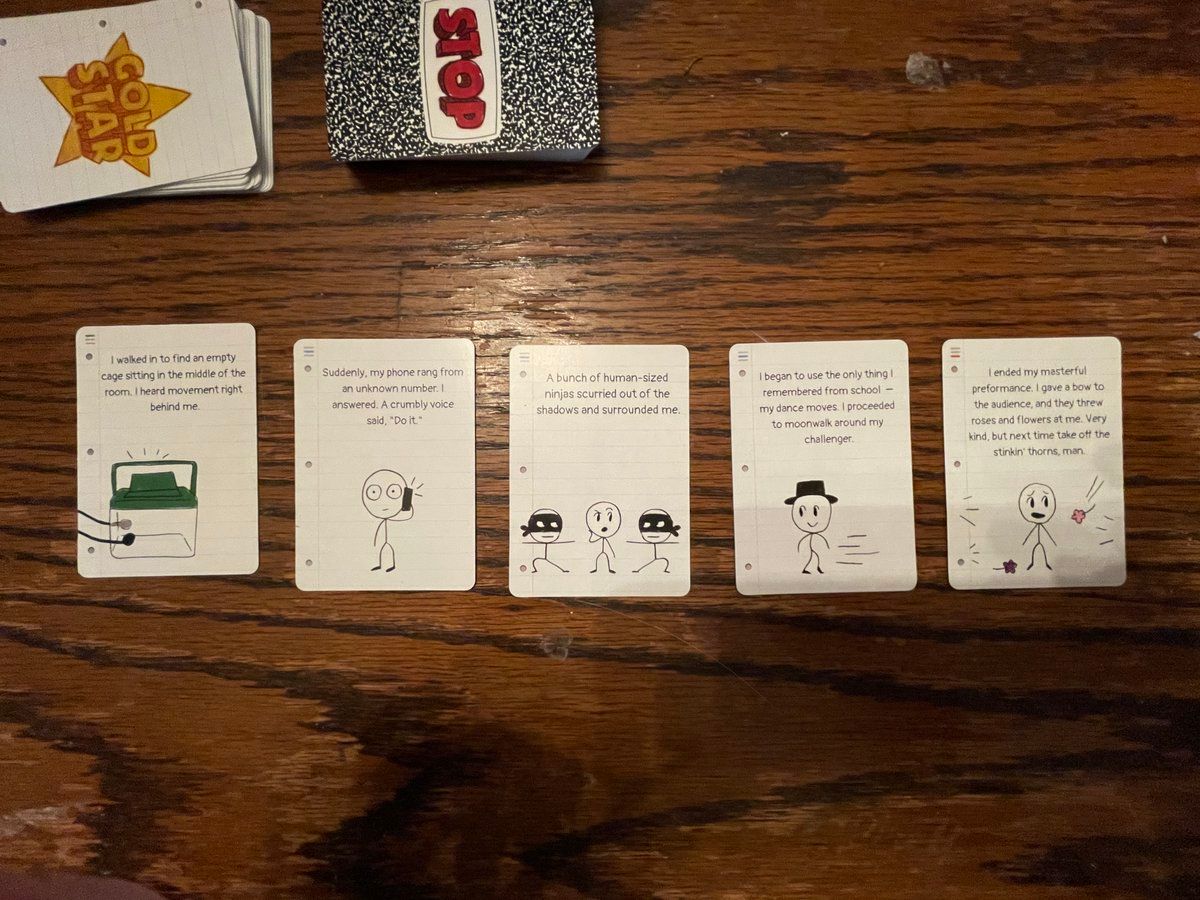 GOLD
STAR
STOP
I walked in to find an empty
cage sitting in the middle of the
room. I heard movement right
behind me.
Suddenly, my phone rang from
an unknown number. I
answered. A crumbly voice
said, "Do it."
A bunch of human-sized
ninjas scurried out of the
shadows and surrounded me.
I began to use the only thing I
remembered from school —
my dance moves. I proceeded
to moonwalk around my
challenger.
I ended my masterful
preformance. I gave a bow to
the audience, and they threw
roses and flowers at me. Very
kind, but next time take off the
stinkin' thorns, man.